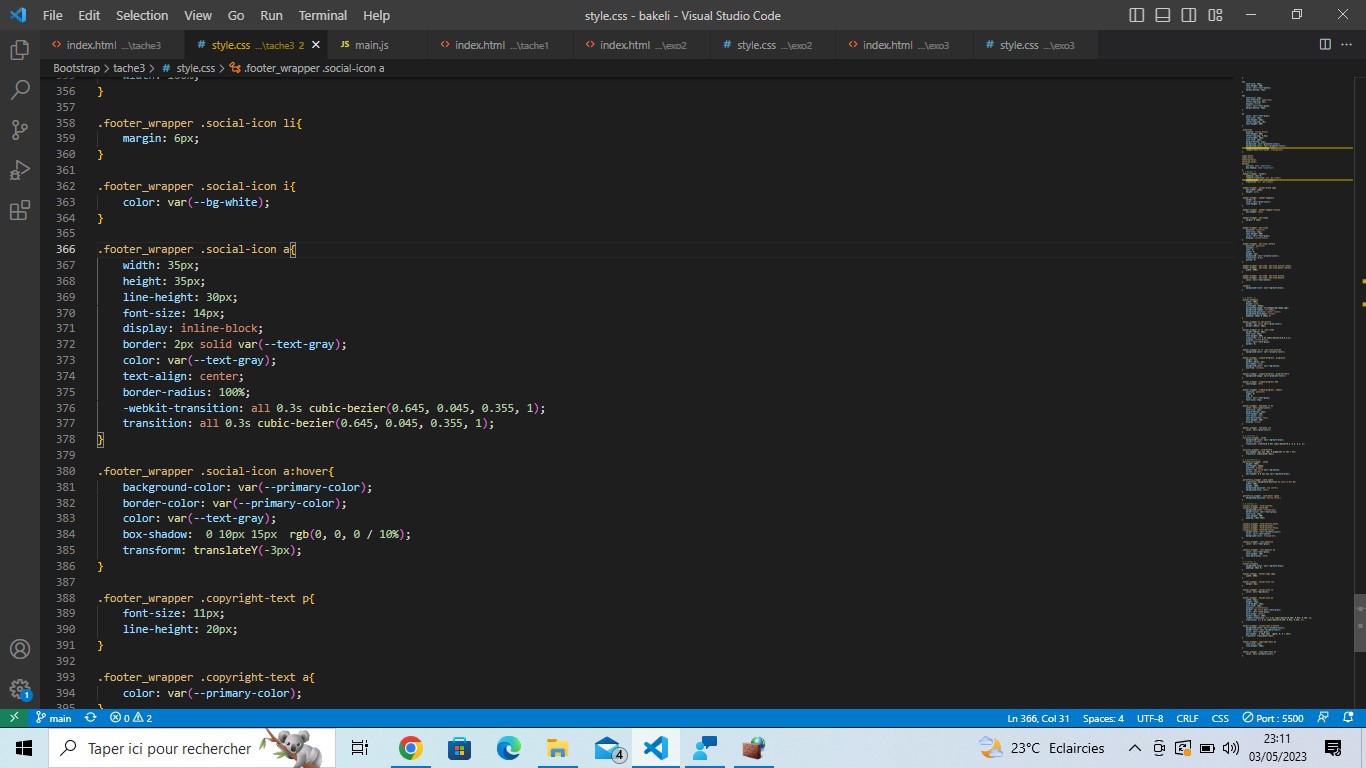 File Edit Selection View Go Run Terminal Help style.css - bakeli - Visual Studio Code
index.html ...\tache3 style.css ...\tache3 2 main.js index.html ...\tache1 index.html ...\exo2 style.css ...\exo2 index.html ...\exo3 style.css ...\exo3
Bootstrap > tache3 > style.css > .footer_wrapper .social-icon a
356 }
357
358 .footer_wrapper .social-icon li{
359 margin: 6px;
360 }
361
362 .footer_wrapper .social-icon i{
363 color: var(--bg-white);
364 }
365
366 .footer_wrapper .social-icon a{
367 width: 35px;
368 height: 35px;
369 line-height: 30px;
370 font-size: 14px;
371 display: inline-block;
372 border: 2px solid var(--text-gray);
373 color: var(--text-gray);
374 text-align: center;
375 border-radius: 100%;
376 -webkit-transition: all 0.3s cubic-bezier(0.645, 0.045, 0.355, 1);
377 transition: all 0.3s cubic-bezier(0.645, 0.045, 0.355, 1);
378 }
379
380 .footer_wrapper .social-icon a:hover{
381 background-color: var(--primary-color);
382 border-color: var(--primary-color);
383 color: var(--text-gray);
384 box-shadow:  0 10px 15px  rgb(0, 0, 0 / 10%);
385 transform: translateY(-3px);
386 }
387
388 .footer_wrapper .copyright-text p{
389 font-size: 11px;
390 line-height: 20px;
391 }
392
393 .footer_wrapper .copyright-text a{
394 color: var(--primary-color);
395 }
1
main 0 2 Ln 366, Col 31 Spaces: 4 UTF-8 CRLF CSS Port : 5500
Taper ici pour rechercher 4 23°C Eclaircies 23:11
03/05/2023